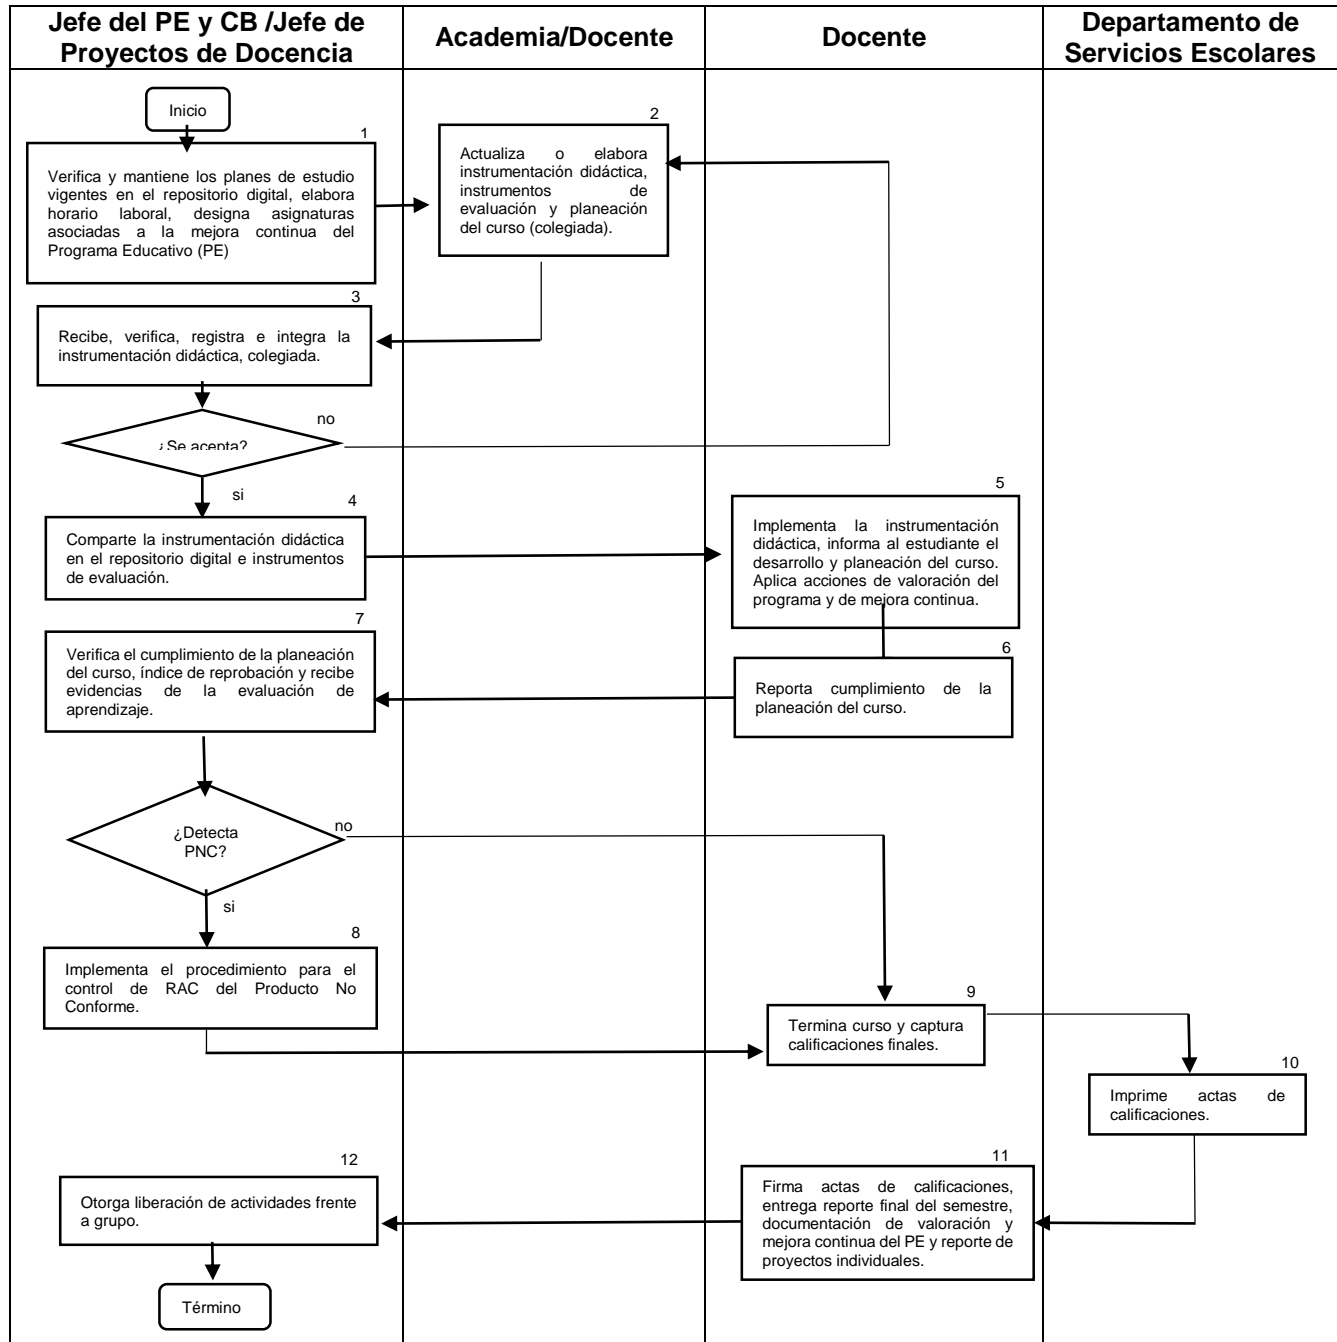 Jefe del PE y CB /Jefe de
Proyectos de Docencia
Academia/Docente
Docente
Departamento de
Servicios Escolares
Inicio
1
Verifica y mantiene los planes de estudio
vigentes en el repositorio digital, elabora
horario laboral, designa asignaturas
asociadas a la mejora continua del
Programa Educativo (PE)
2
Actualiza o elabora
instrumentación didáctica,
instrumentos de
evaluación y planeación
del curso (colegiada).
3
Recibe, verifica, registra e integra la
instrumentación didáctica, colegiada.
¿Se acepta?
no
si
4
Comparte la instrumentación didáctica
en el repositorio digital e instrumentos
de evaluación.
5
Implementa la instrumentación
didáctica, informa al estudiante el
desarrollo y planeación del curso.
Aplica acciones de valoración del
programa y de mejora continua.
6
Reporta cumplimiento de la
planeación del curso.
7
Verifica el cumplimiento de la planeación
del curso, índice de reprobación y recibe
evidencias de la evaluación de
aprendizaje.
¿Detecta
PNC?
no
si
8
Implementa el procedimiento para el
control de RAC del Producto No
Conforme.
9
Termina curso y captura
calificaciones finales.
10
Imprime actas de
calificaciones.
11
Firma actas de calificaciones,
entrega reporte final del semestre,
documentación de valoración y
mejora continua del PE y reporte de
proyectos individuales.
12
Otorga liberación de actividades frente
a grupo.
Término